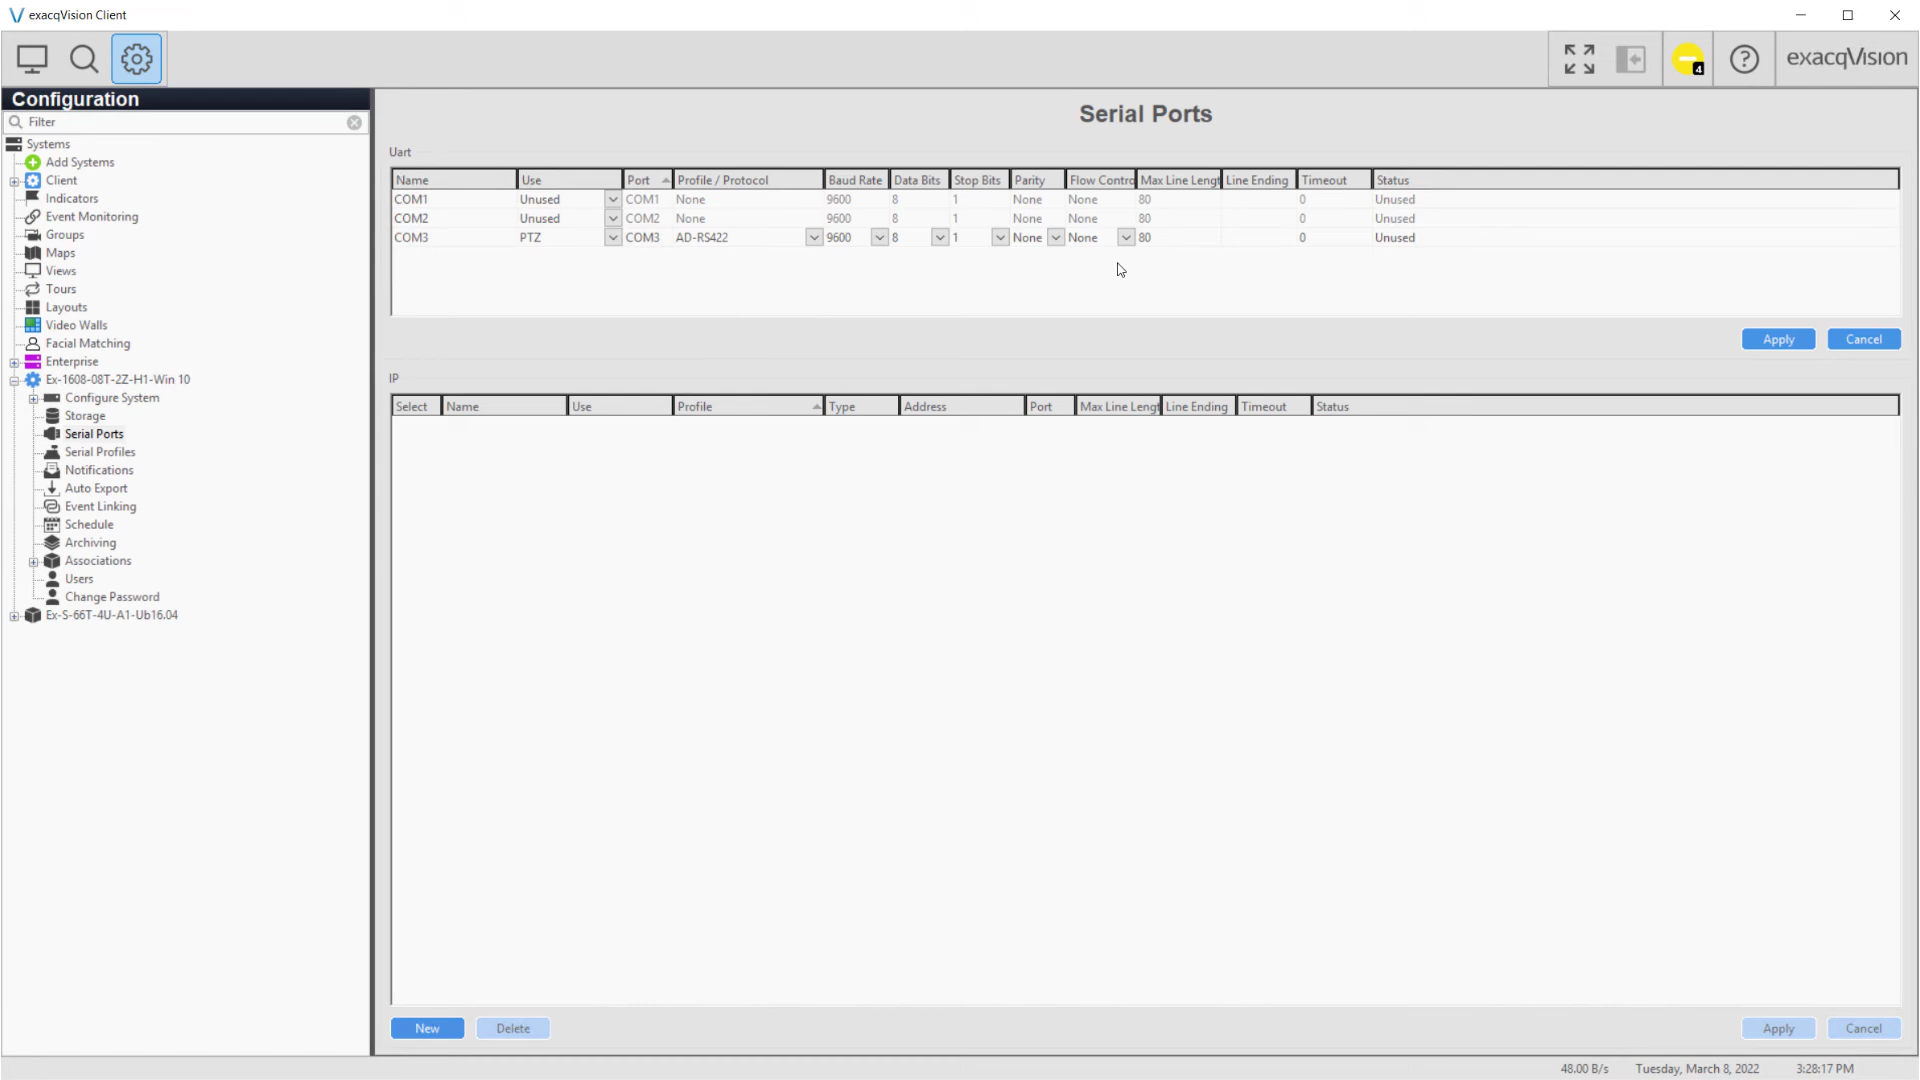 exacqVision Client
4
exacqVision
Configuration
Filter
Systems
Add Systems
Client
Indicators
Event Monitoring
Groups
Maps
Views
Tours
Layouts
Video Walls
Facial Matching
Enterprise
Ex-1608-08T-2Z-H1-Win 10
Configure System
Storage
Serial Ports
Serial Profiles
Notifications
Auto Export
Event Linking
Schedule
Archiving
Associations
Users
Change Password
Ex-S-66T-4U-A1-Ub16.04
Serial Ports
Uart
Name Use Port Profile / Protocol Baud Rate Data Bits Stop Bits Parity Flow Contro Max Line Lengt Line Ending Timeout Status
COM1 Unused COM1 None 9600 8 1 None None 80 0 Unused
COM2 Unused COM2 None 9600 8 1 None None 80 0 Unused
COM3 PTZ COM3 AD-RS422 9600 8 1 None None 80 0 Unused
Apply Cancel
IP
Select Name Use Profile Type Address Port Max Line Lengt Line Ending Timeout Status
New Delete Apply Cancel
48.00 B/s Tuesday, March 8, 2022 3:28:17 PM